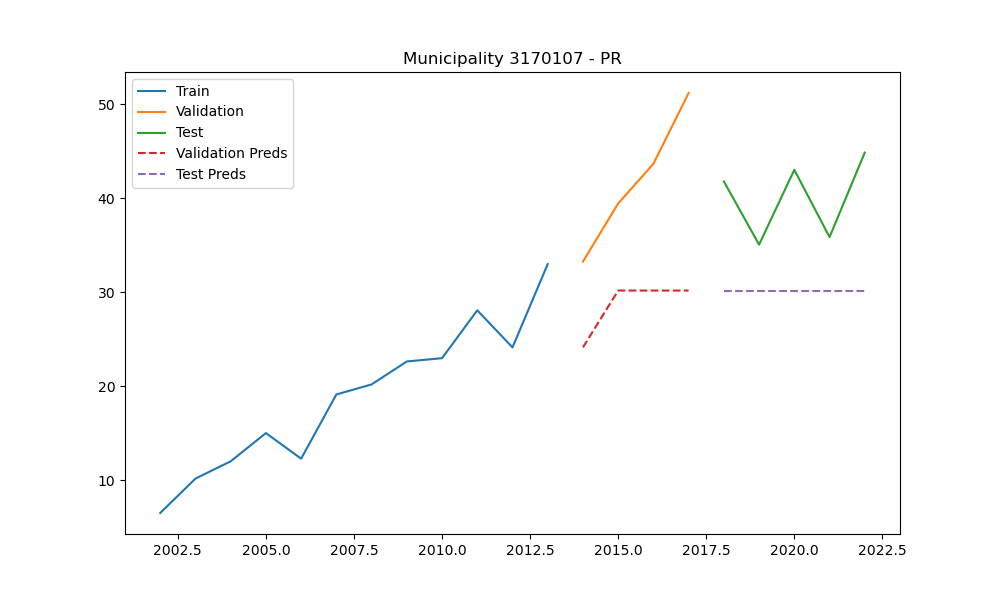 Municipality 3170107 - PR
Train
Validation
Test
Validation Preds
Test Preds
50
40
30
20
10
2002.5 2005.0 2007.5 2010.0 2012.5 2015.0 2017.5 2020.0 2022.5